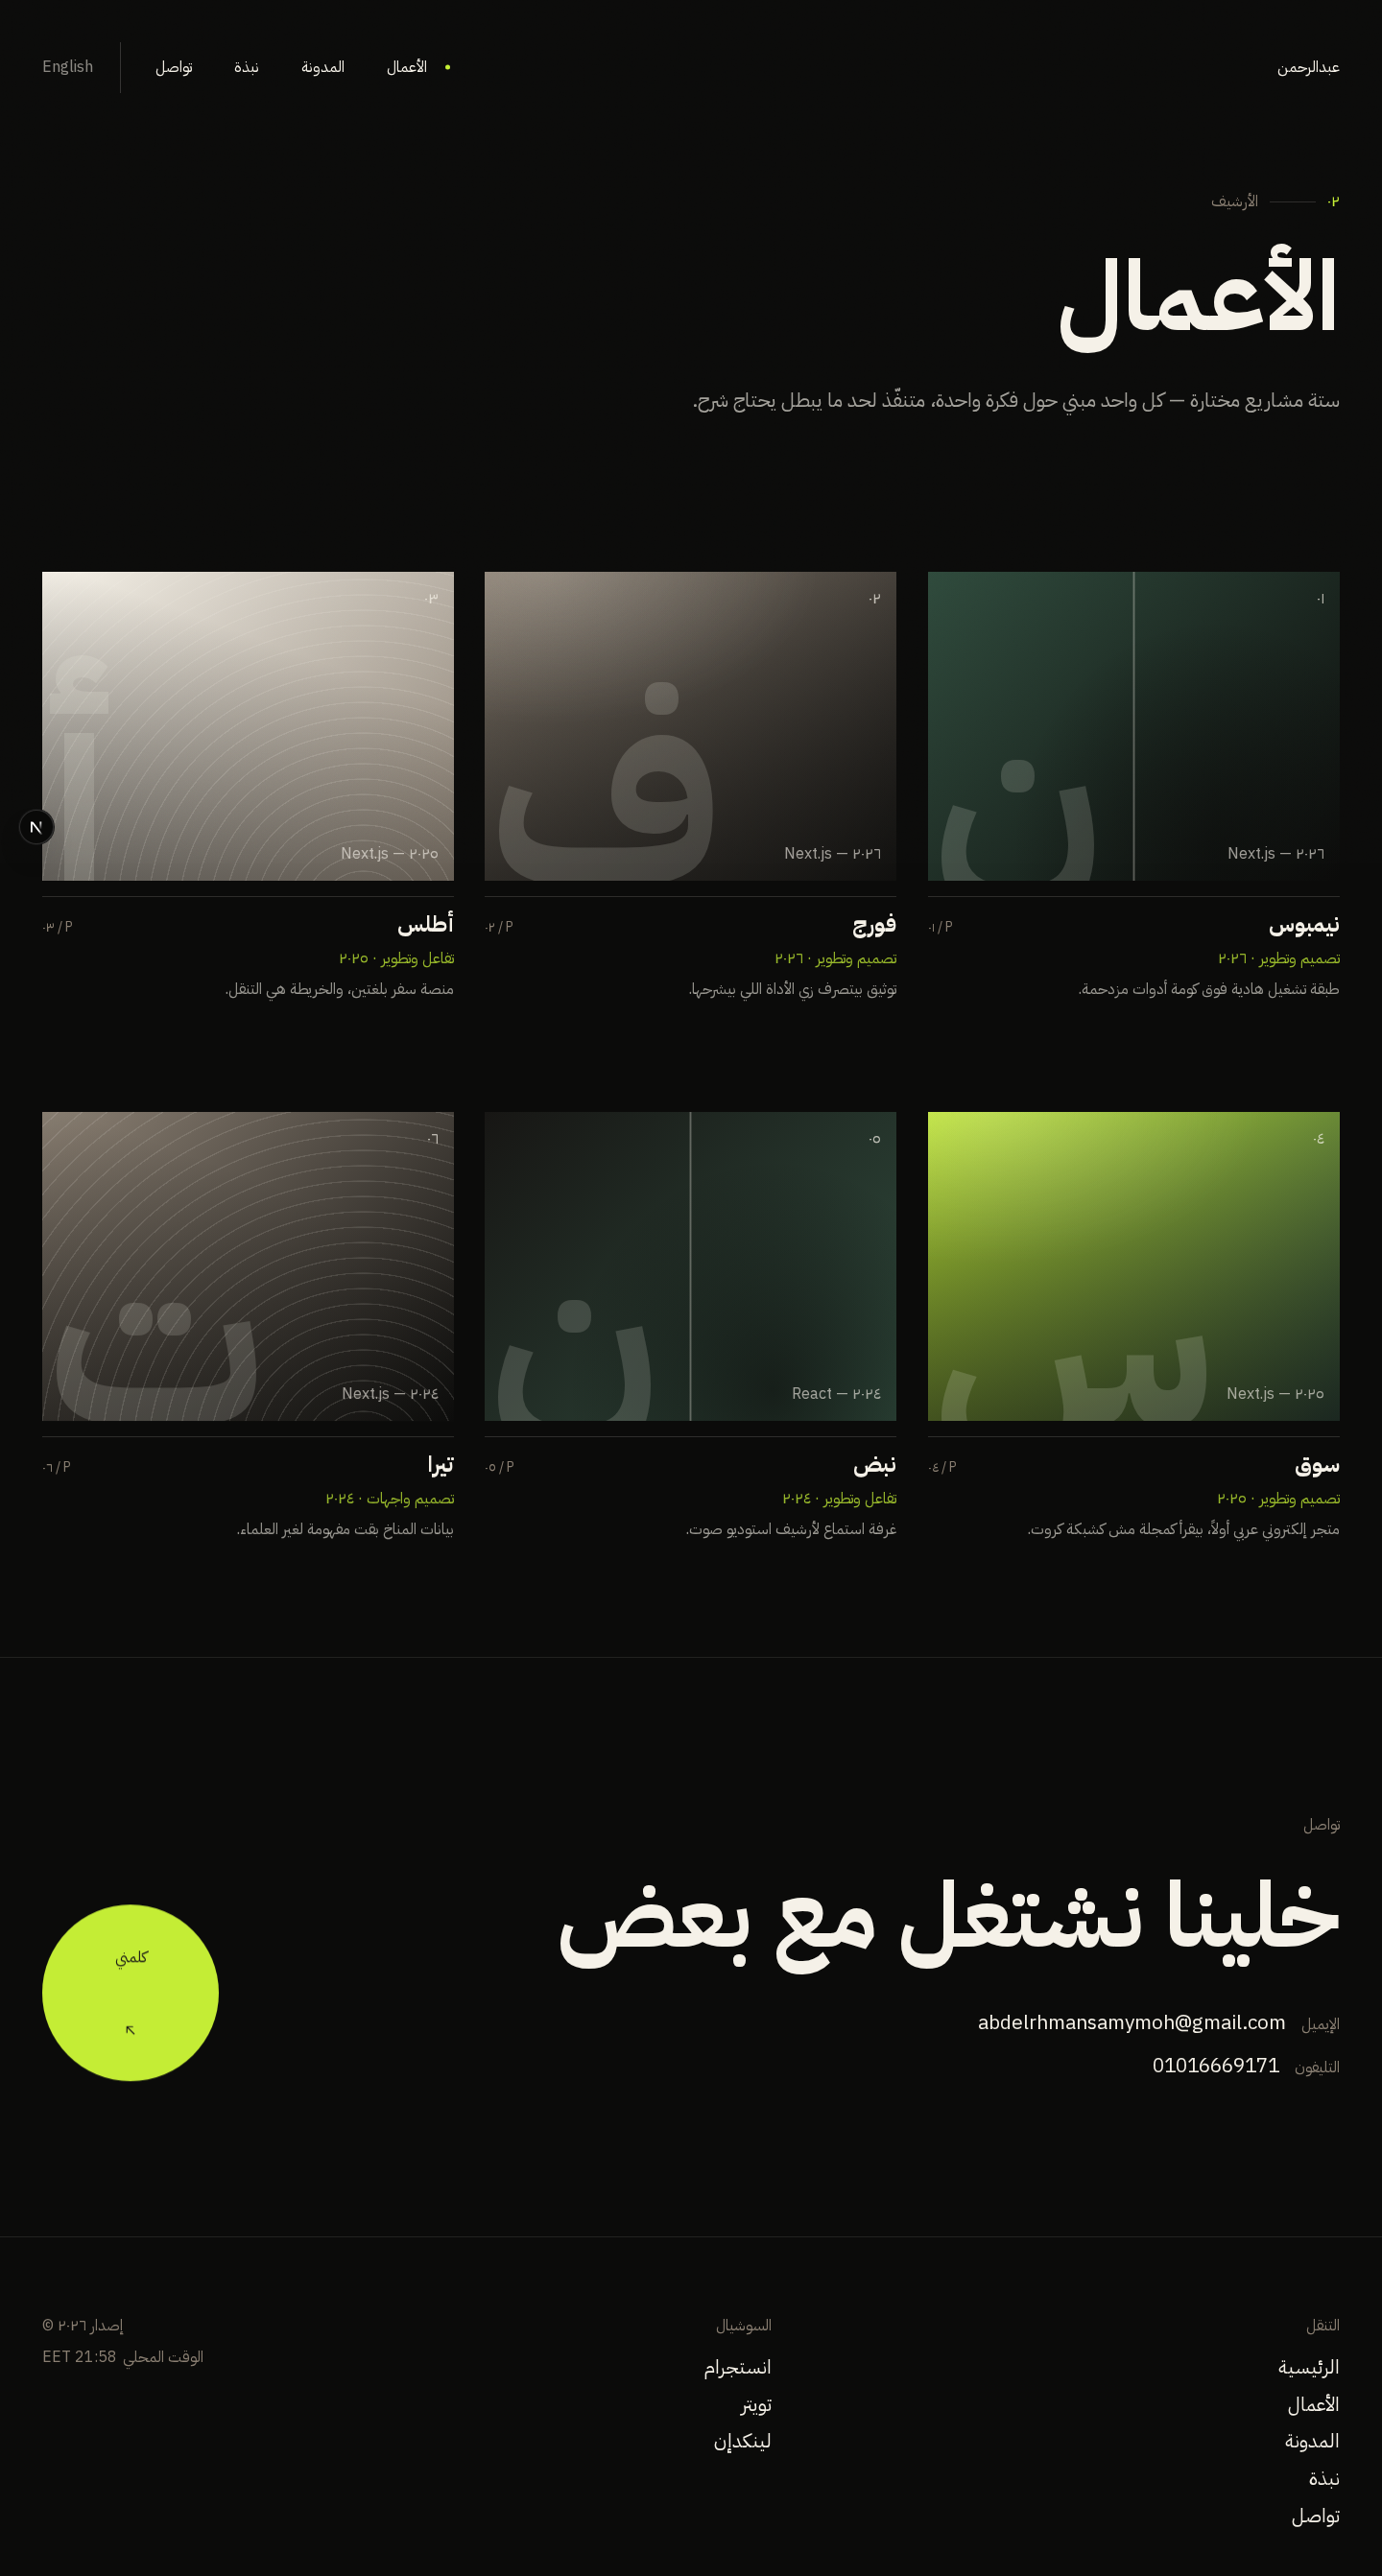 عبدالرحمن
الأعمال
المدونة
نبذة
تواصل
English
٠٢ الأرشيف
الأعمال
ستة مشاريع مختارة — كل واحد مبني حول فكرة واحدة، متنفّذ لحد ما يبطل يحتاج شرح.
٠١
ن
Next.js — ٢٠٢٦
نيمبوس
P / ٠١
تصميم وتطوير · ٢٠٢٦
طبقة تشغيل هادية فوق كومة أدوات مزدحمة.
٠٢
ف
Next.js — ٢٠٢٦
فورج
P / ٠٢
تصميم وتطوير · ٢٠٢٦
توثيق بيتصرف زي الأداة اللي بيشرحها.
٠٣
أ
Next.js — ٢٠٢٥
أطلس
P / ٠٣
تفاعل وتطوير · ٢٠٢٥
منصة سفر بلغتين، والخريطة هي التنقل.
N
٠٤
س
Next.js — ٢٠٢٥
سوق
P / ٠٤
تصميم وتطوير · ٢٠٢٥
متجر إلكتروني عربي أولاً، بيقرأ كمجلة مش كشبكة كروت.
٠٥
ن
React — ٢٠٢٤
نبض
P / ٠٥
تفاعل وتطوير · ٢٠٢٤
غرفة استماع لأرشيف استوديو صوت.
٠٦
ت
Next.js — ٢٠٢٤
تيرا
P / ٠٦
تصميم واجهات · ٢٠٢٤
بيانات المناخ بقت مفهومة لغير العلماء.
تواصل
خلينا نشتغل مع بعض
الإيميل abdelrhmansamymoh@gmail.com
التليفون 01016669171
كلمني
↖
التنقل
الرئيسية
الأعمال
المدونة
نبذة
تواصل
السوشيال
انستجرام
تويتر
لينكدإن
إصدار ٢٠٢٦ ©
الوقت المحلي 21:58 EET